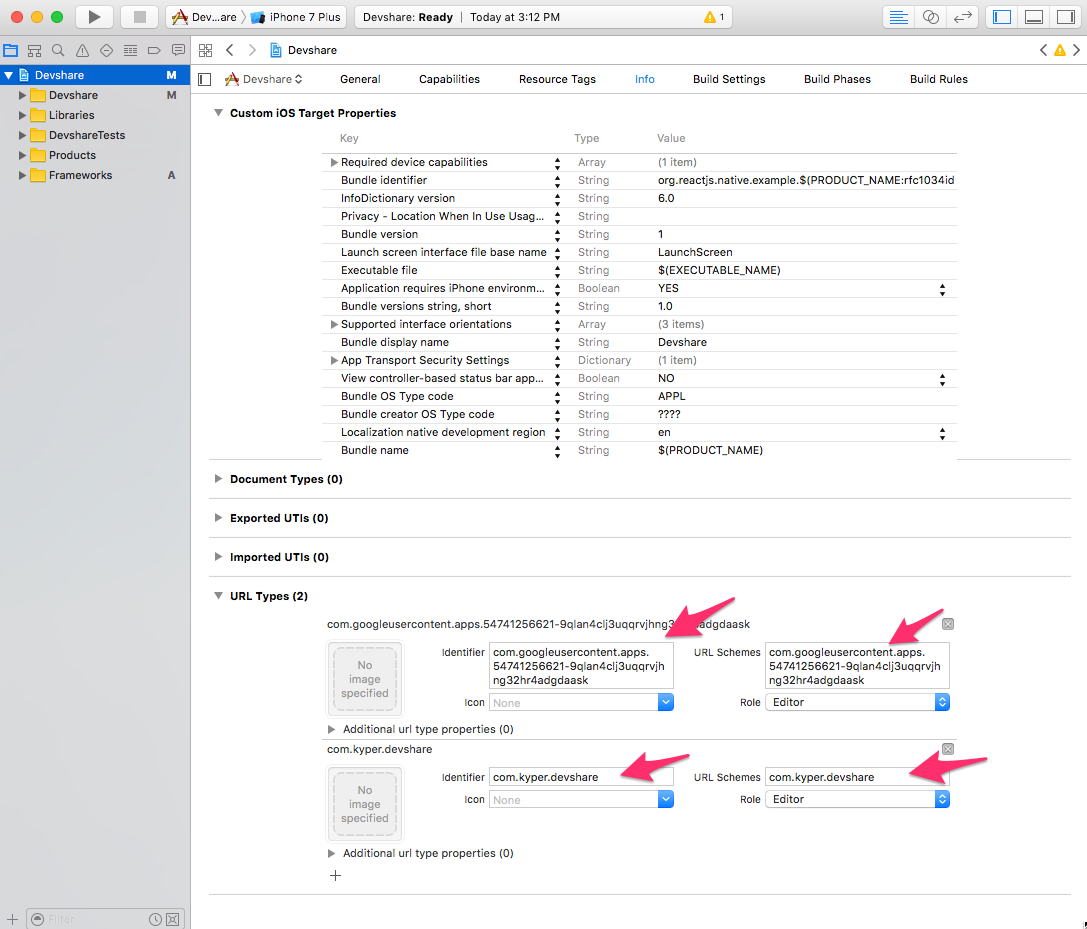 Dev...are iPhone 7 Plus Devshare: Ready Today at 3:12 PM 1
Devshare
Devshare M
Devshare M
Libraries
DevshareTests
Products
Frameworks A
Filter
Devshare General Capabilities Resource Tags Info Build Settings Build Phases Build Rules
Custom iOS Target Properties
Key Type Value
Required device capabilities Array (1 item)
Bundle identifier String org.reactjs.native.example.$(PRODUCT_NAME:rfc1034id
InfoDictionary version String 6.0
Privacy - Location When In Use Usag... String
Bundle version String 1
Launch screen interface file base name String LaunchScreen
Executable file String $(EXECUTABLE_NAME)
Application requires iPhone environm... Boolean YES
Bundle versions string, short String 1.0
Supported interface orientations Array (3 items)
Bundle display name String Devshare
App Transport Security Settings Dictionary (1 item)
View controller-based status bar app... Boolean NO
Bundle OS Type code String APPL
Bundle creator OS Type code String ????
Localization native development region String en
Bundle name String $(PRODUCT_NAME)
Document Types (0)
Exported UTIs (0)
Imported UTIs (0)
URL Types (2)
com.googleusercontent.apps.54741256621-9qlan4clj3uqqrvjhng3 adgdaask
No image specified
Identifier com.googleusercontent.apps.
54741256621-9qlan4clj3uqqrvjh
ng32hr4adgdaask
URL Schemes com.googleusercontent.apps.
54741256621-9qlan4clj3uqqrvjh
ng32hr4adgdaask
Icon None Role Editor
Additional url type properties (0)
com.kyper.devshare
No image specified
Identifier com.kyper.devshare URL Schemes com.kyper.devshare
Icon None Role Editor
Additional url type properties (0)